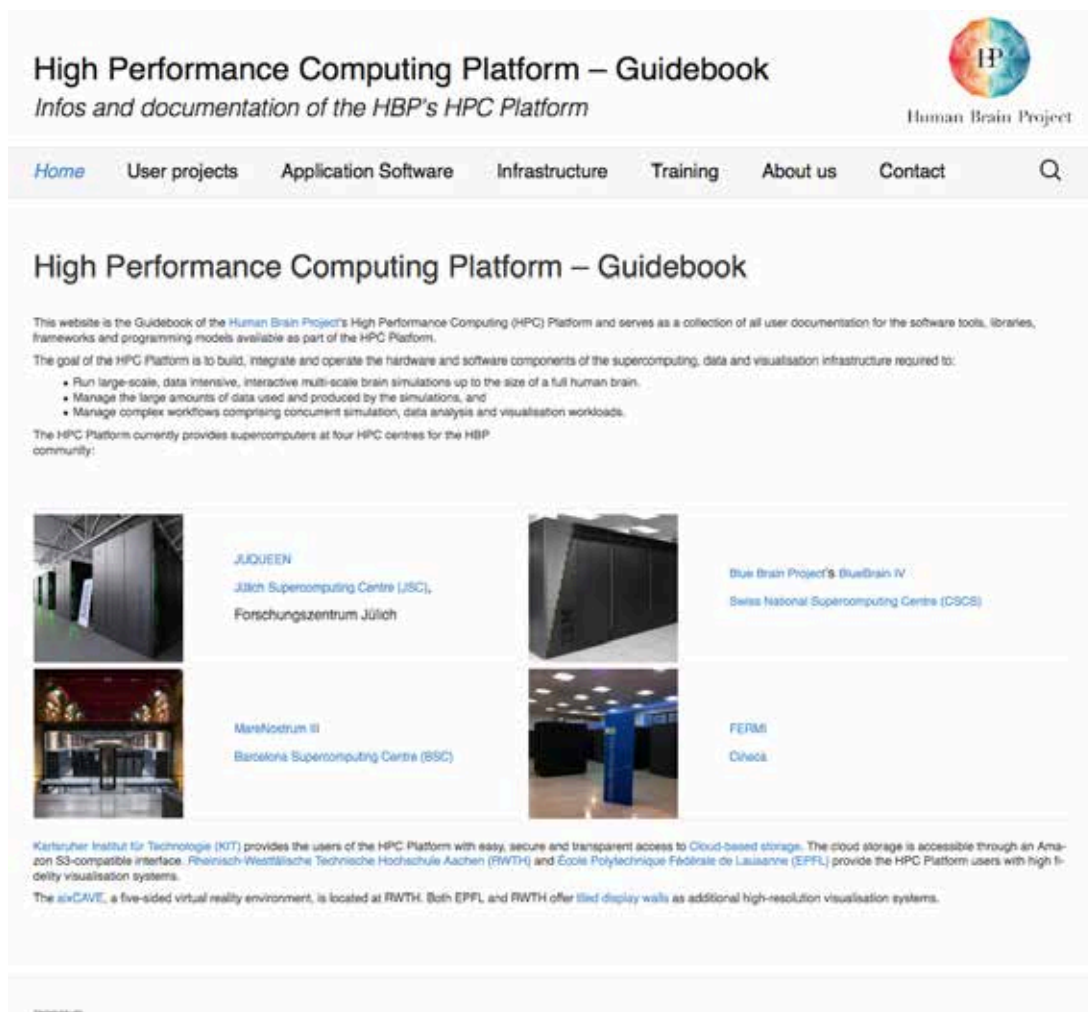 High Performance Computing Platform – Guidebook
Infos and documentation of the HBP's HPC Platform
HP
Human Brain Project
Home User projects Application Software Infrastructure Training About us Contact
High Performance Computing Platform – Guidebook
This website is the Guidebook of the Human Brain Project's High Performance Computing (HPC) Platform and serves as a collection of all user documentation for the software tools, libraries,
frameworks and programming models available as part of the HPC Platform.
The goal of the HPC Platform is to build, integrate and operate the hardware and software components of the supercomputing, data and visualisation infrastructure required to:
• Run large-scale, data intensive, interactive multi-scale brain simulations up to the size of a full human brain.
• Manage the large amounts of data used and produced by the simulations, and
• Manage complex workflows comprising concurrent simulation, data analysis and visualisation workloads.
The HPC Platform currently provides supercomputers at four HPC centres for the HBP
community:
JUQUEEN
Jülich Supercomputing Centre (JSC),
Forschungszentrum Jülich
Blue Brain Project's BlueBrain IV
Swiss National Supercomputing Centre (CSCS)
MareNostrum III
Barcelona Supercomputing Centre (BSC)
FERMI
Cineca
Karlsruher Institut für Technologie (KIT) provides the users of the HPC Platform with easy, secure and transparent access to Cloud-based storage. The cloud storage is accessible through an Ama-
zon S3-compatible interface. Rheinisch-Westfälische Technische Hochschule Aachen (RWTH) and École Polytechnique Fédérale de Lausanne (EPFL) provide the HPC Platform users with high fi-
delity visualisation systems.
The aixCAVE, a five-sided virtual reality environment, is located at RWTH. Both EPFL and RWTH offer tiled display walls as additional high-resolution visualisation systems.